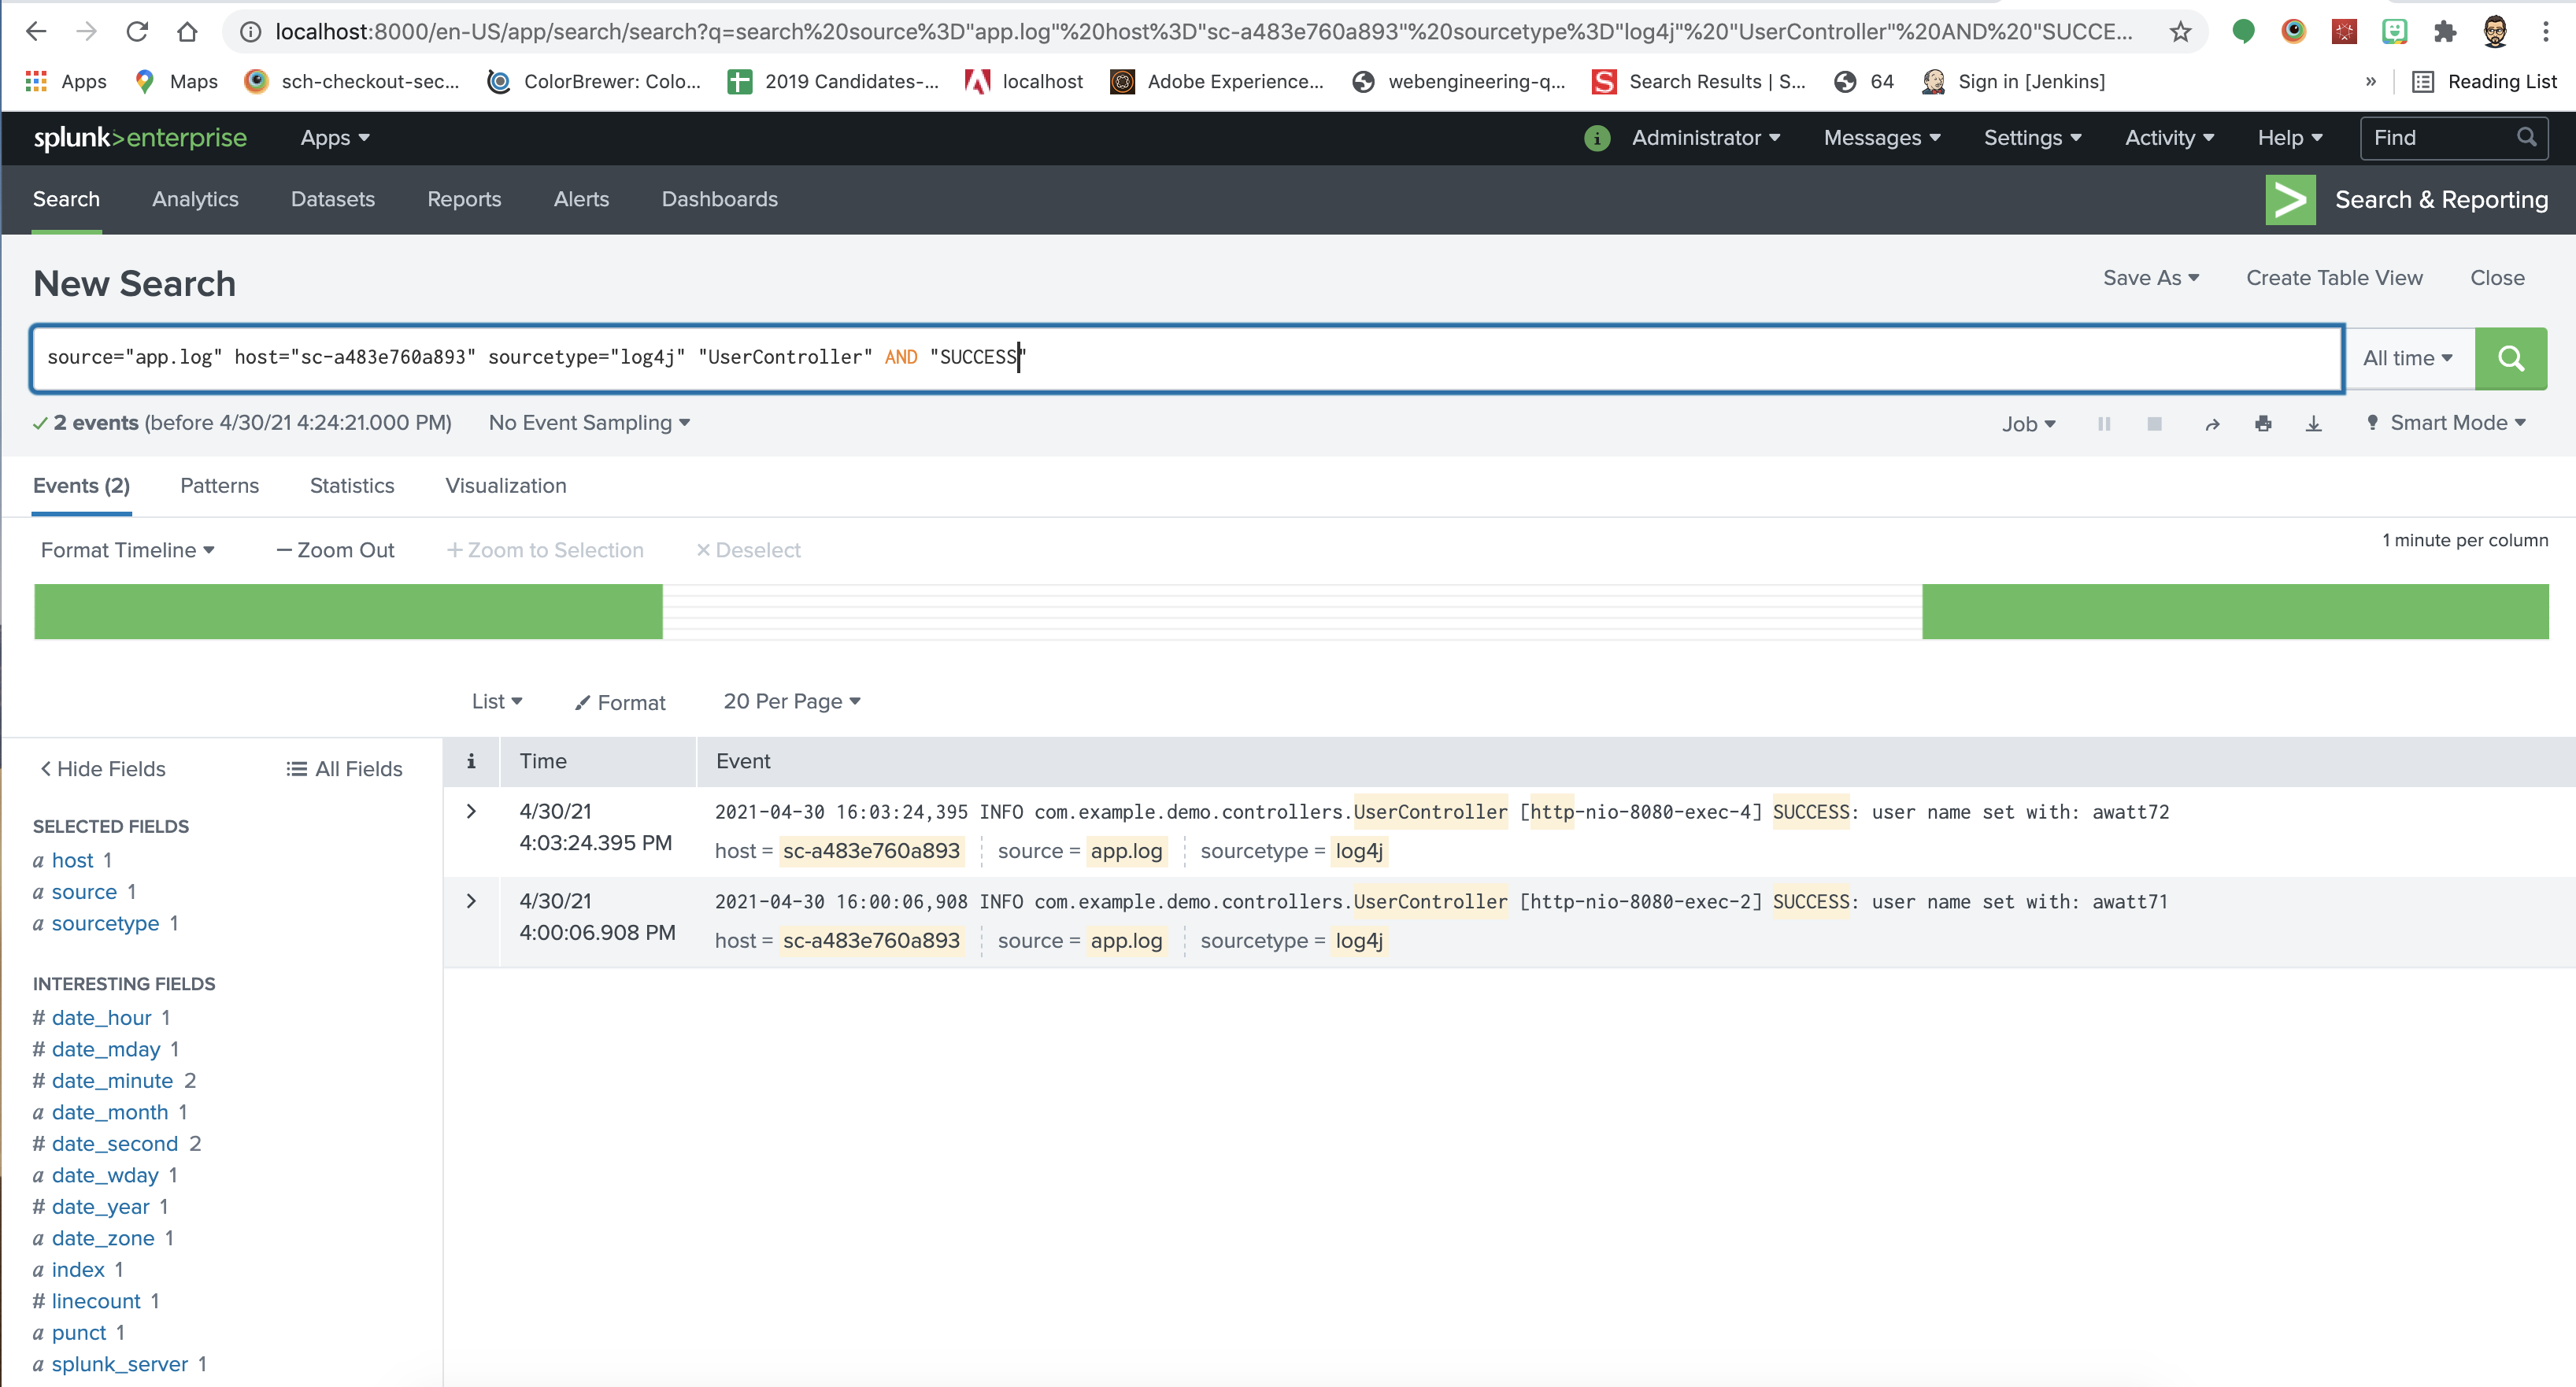 localhost:8000/en-US/app/search/search?q=search%20source%3D"app.log"%20host%3D"sc-a483e760a893"%20sourcetype%3D"log4j"%20"UserController"%20AND%20"SUCCE...
Apps Maps sch-checkout-sec... ColorBrewer: Colo... 2019 Candidates-... localhost Adobe Experience... webengineering-q... Search Results | S... 64 Sign in [Jenkins] » Reading List
splunk>enterprise Apps i Administrator Messages Settings Activity Help Find
Search Analytics Datasets Reports Alerts Dashboards > Search & Reporting
New Search Save As Create Table View Close
source="app.log" host="sc-a483e760a893" sourcetype="log4j" "UserController" AND "SUCCESS" All time
2 events (before 4/30/21 4:24:21.000 PM) No Event Sampling Job Smart Mode
Events (2) Patterns Statistics Visualization
Format Timeline — Zoom Out + Zoom to Selection × Deselect 1 minute per column
List Format 20 Per Page
< Hide Fields All Fields
SELECTED FIELDS
a host 1
a source 1
a sourcetype 1
INTERESTING FIELDS
# date_hour 1
# date_mday 1
# date_minute 2
a date_month 1
# date_second 2
a date_wday 1
# date_year 1
a date_zone 1
a index 1
# linecount 1
a punct 1
a splunk_server 1
i Time Event
> 4/30/21 2021-04-30 16:03:24,395 INFO com.example.demo.controllers.UserController [http-nio-8080-exec-4] SUCCESS: user name set with: awatt72
4:03:24.395 PM host = sc-a483e760a893 source = app.log sourcetype = log4j
> 4/30/21 2021-04-30 16:00:06,908 INFO com.example.demo.controllers.UserController [http-nio-8080-exec-2] SUCCESS: user name set with: awatt71
4:00:06.908 PM host = sc-a483e760a893 source = app.log sourcetype = log4j